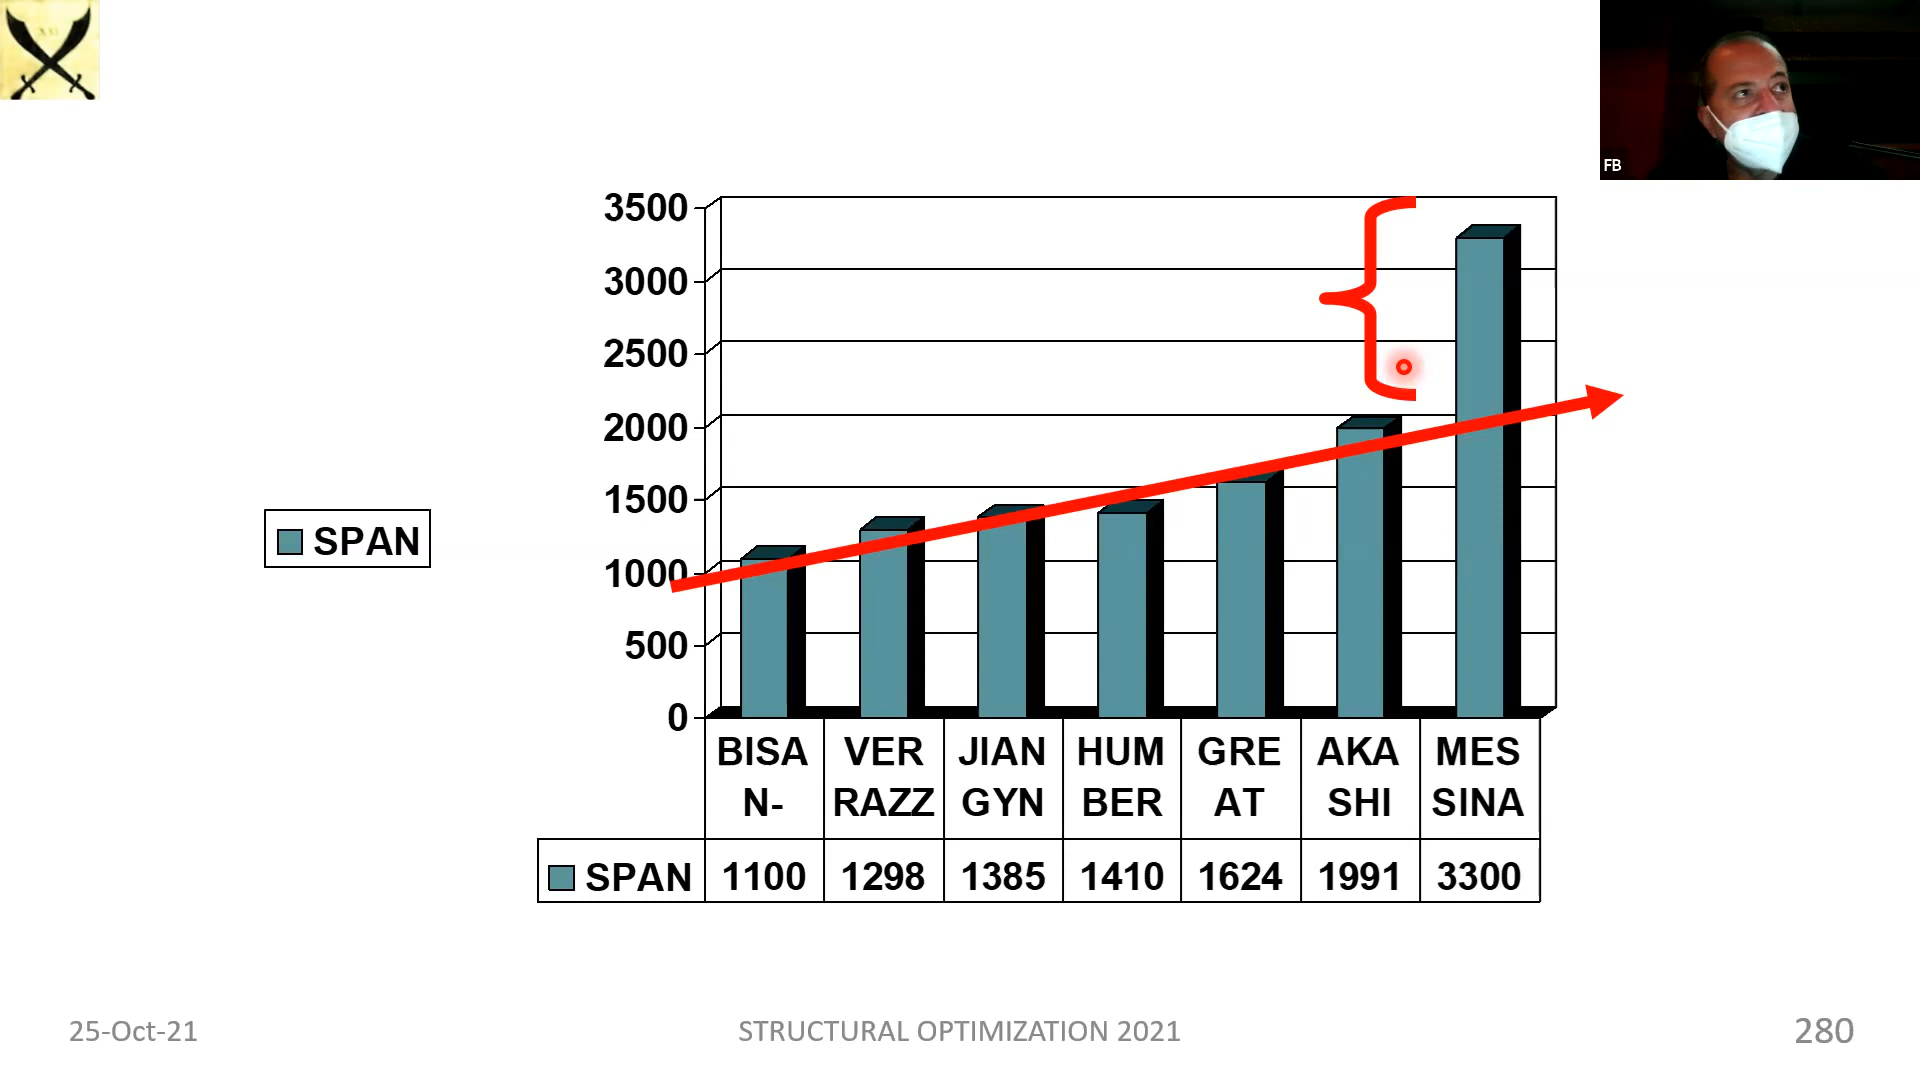 FB
3500
3000
2500
2000
1500
1000
500
0
SPAN
BISA
N-
VER
RAZZ
JIAN
GYN
HUM
BER
GRE
AT
AKA
SHI
MES
SINA
SPAN 1100 1298 1385 1410 1624 1991 3300
25-Oct-21 STRUCTURAL OPTIMIZATION 2021 280